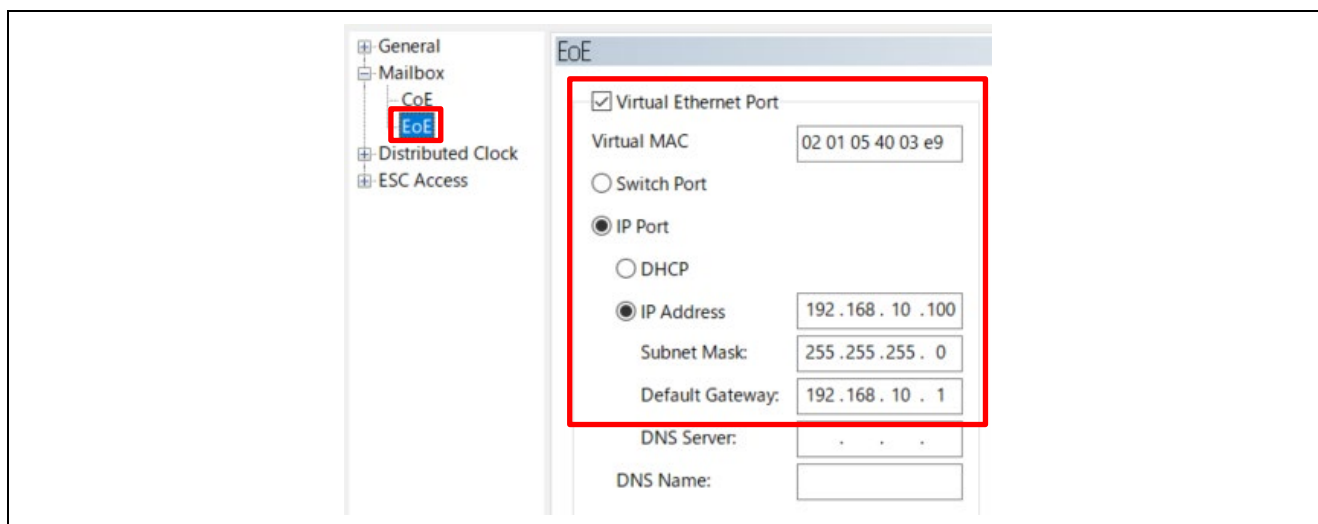 General
Mailbox
CoE
EoE
Distributed Clock
ESC Access
EoE
Virtual Ethernet Port
Virtual MAC 02 01 05 40 03 e9
Switch Port
IP Port
DHCP
IP Address 192 . 168 . 10 . 100
Subnet Mask: 255 . 255 . 255 . 0
Default Gateway: 192 . 168 . 10 . 1
DNS Server: . . .
DNS Name: